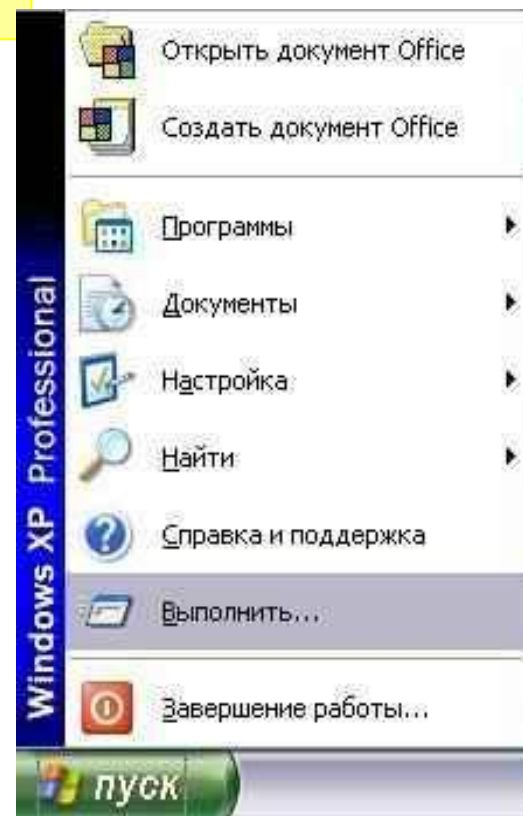 Открыть документ Office
Создать документ Office
Программы
Документы
Настройка
Найти
Справка и поддержка
Выполнить...
Завершение работы...
Windows XP Professional
пуск